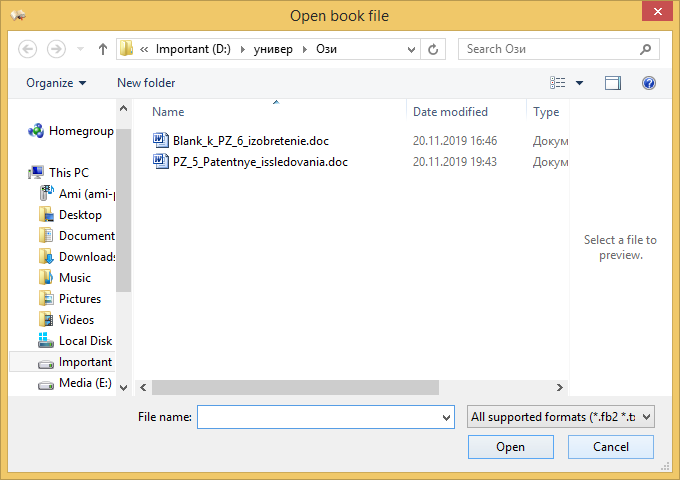 Open book file
« Important (D:) универ Ози
Search Ози
Organize
New folder
Name
Date modified
Type
Homegroup
This PC
Ami (ami-p
Desktop
Document
Downloads
Music
Pictures
Videos
Local Disk
Important
Media (E:)
Blank_k_PZ_6_izobretenie.doc 20.11.2019 16:46 Докум
PZ_5_Patentnye_issledovania.doc 20.11.2019 19:43 Докум
Select a file to
preview.
File name:
All supported formats (*.fb2 *.tx
Open
Cancel